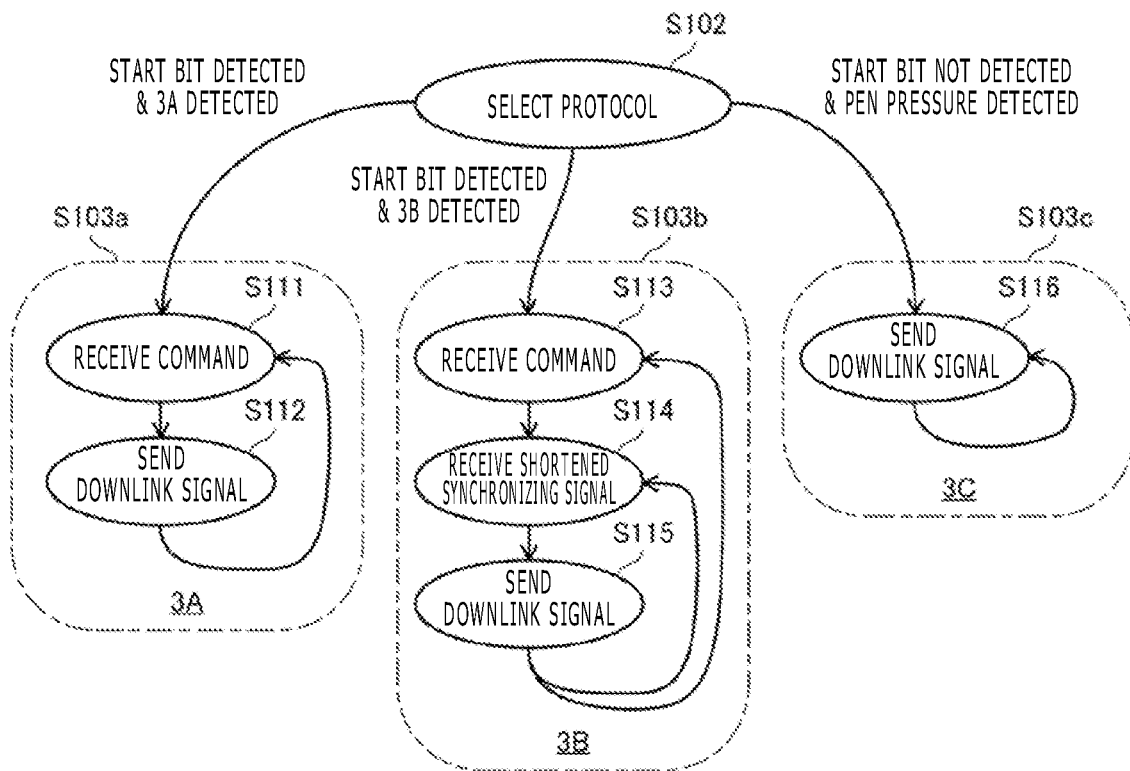 S102
START BIT DETECTED
& 3A DETECTED
SELECT PROTOCOL
START BIT NOT DETECTED
& PEN PRESSURE DETECTED
START BIT DETECTED
& 3B DETECTED
S103a
S103b
S103c
S111
RECEIVE COMMAND
S112
SEND
DOWNLINK SIGNAL
3A
S113
RECEIVE COMMAND
S114
RECEIVE SHORTENED
SYNCHRONIZING SIGNAL
S115
SEND
DOWNLINK SIGNAL
3B
S116
SEND
DOWNLINK SIGNAL
3C